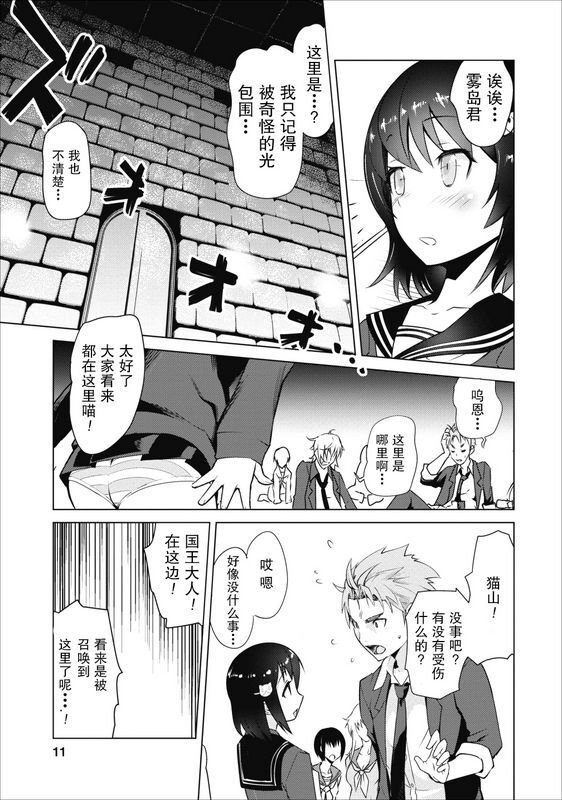 诶诶…
雾岛君
这里是…？
我只记得
被奇怪的光
包围…
我也
不清楚…
ズズ
オオオ
呜恩…
这里是
哪里啊…
太好了
大家看来
都在这里喵！
猫山！
没事吧？
有没有受伤
什么的？
哎嗯
好像没什么事…
国王大人！
在这边！
看来是被
召唤到
这里了呢…！
11